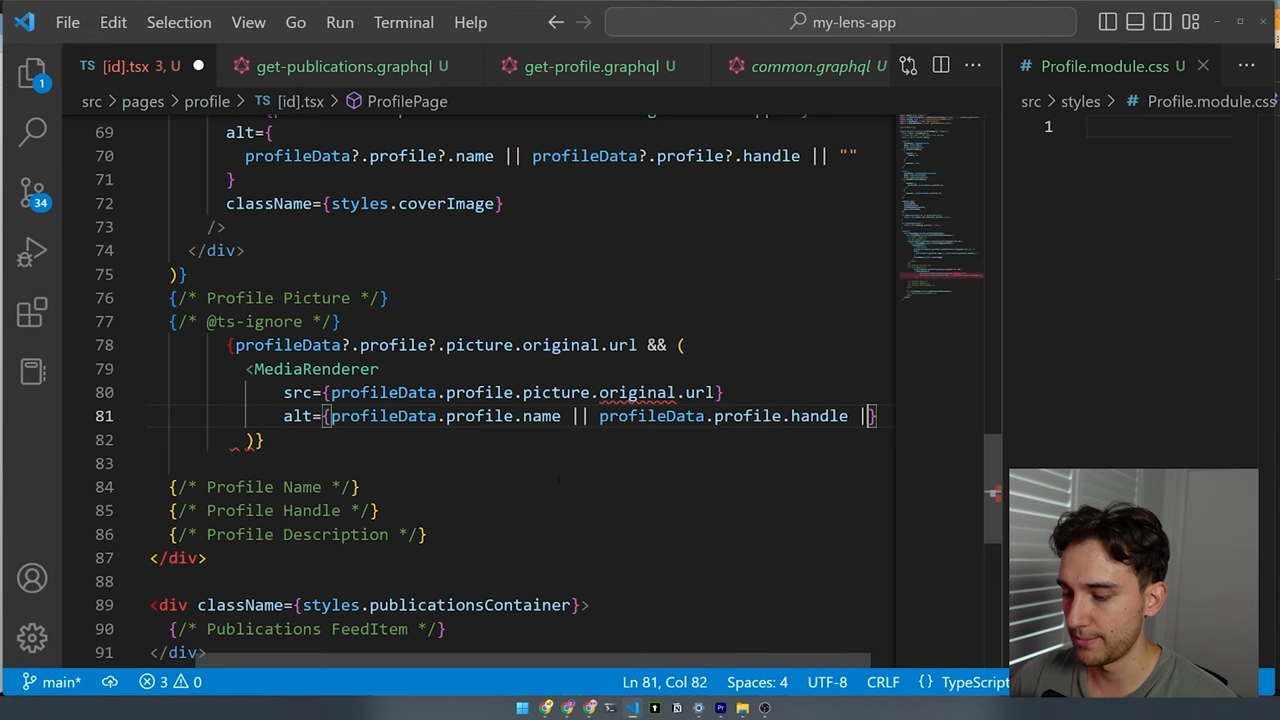 File Edit Selection View Go Run Terminal Help my-lens-app
TS [id].tsx 3, U get-publications.graphql U get-profile.graphql U common.graphql U # Profile.module.css U
src > pages > profile > TS [id].tsx > ProfilePage
src > styles > # Profile.module.css
1
69 alt={
70 profileData?.profile?.name || profileData?.profile?.handle || ""
71 }
72 className={styles.coverImage}
73 />
74 </div>
75 )}
76 {/* Profile Picture */}
77 {/* @ts-ignore */}
78 {profileData?.profile?.picture.original.url && (
79 <MediaRenderer
80 src={profileData.profile.picture.original.url}
81 alt={profileData.profile.name || profileData.profile.handle |}
82 )}
83
84 {/* Profile Name */}
85 {/* Profile Handle */}
86 {/* Profile Description */}
87 </div>
88
89 <div className={styles.publicationsContainer}>
90 {/* Publications FeedItem */}
91 </div>
1
34
main* 3 0 Ln 81, Col 82 Spaces: 4 UTF-8 CRLF {} TypeScript